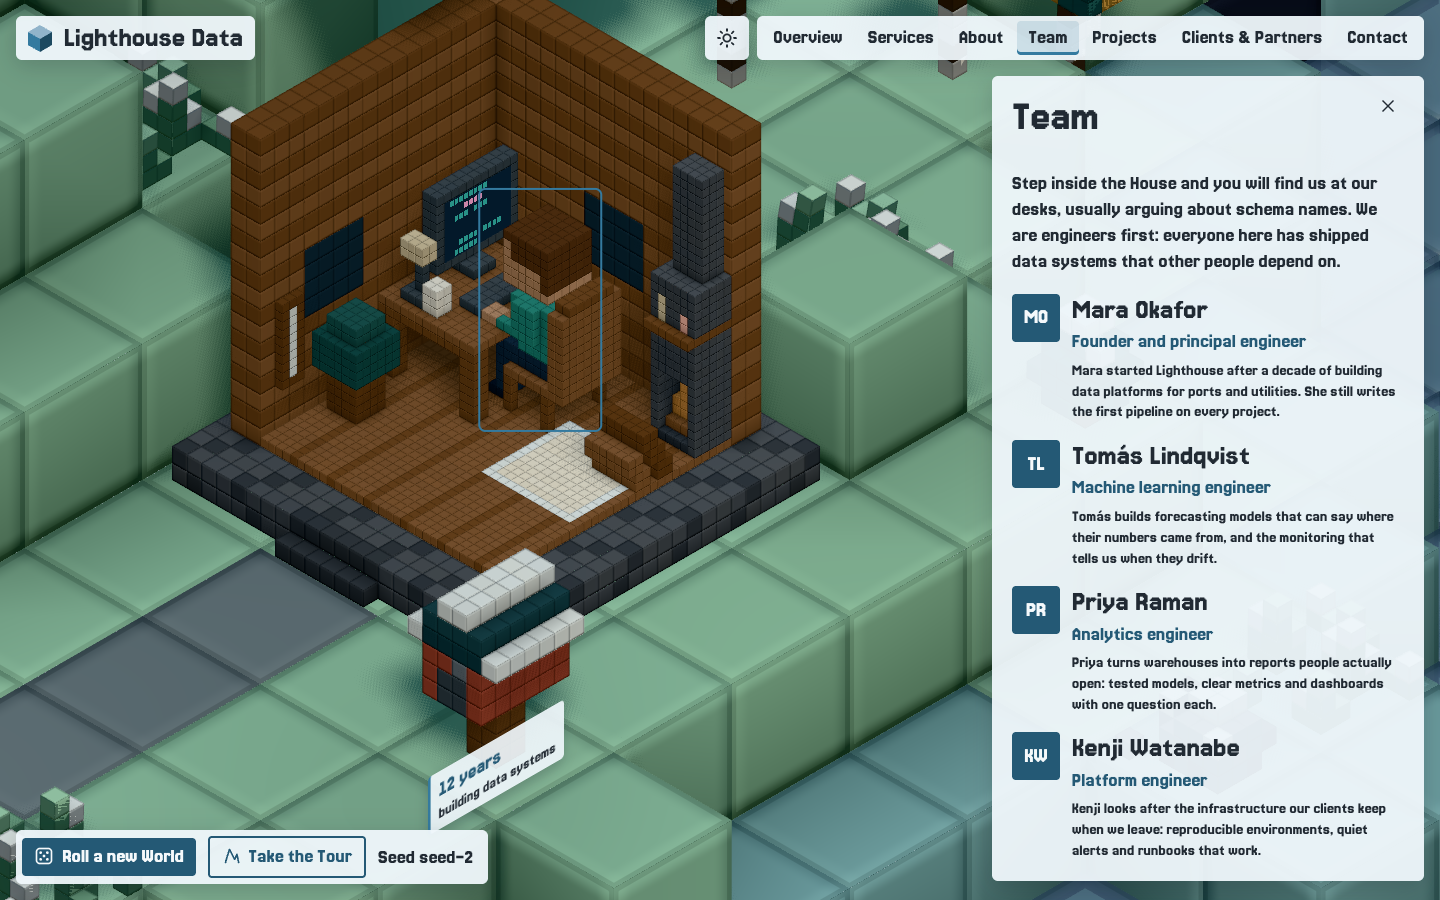 Lighthouse Data
Overview
Services
About
Team
Projects
Clients & Partners
Contact
Team
Step inside the House and you will find us at our
desks, usually arguing about schema names. We
are engineers first: everyone here has shipped
data systems that other people depend on.
MO
Mara Okafor
Founder and principal engineer
Mara started Lighthouse after a decade of building
data platforms for ports and utilities. She still writes
the first pipeline on every project.
TL
Tomás Lindqvist
Machine learning engineer
Tomás builds forecasting models that can say where
their numbers came from, and the monitoring that
tells us when they drift.
PR
Priya Raman
Analytics engineer
Priya turns warehouses into reports people actually
open: tested models, clear metrics and dashboards
with one question each.
KW
Kenji Watanabe
Platform engineer
Kenji looks after the infrastructure our clients keep
when we leave: reproducible environments, quiet
alerts and runbooks that work.
12 years
building data systems
Roll a new World
Take the Tour
Seed seed-2